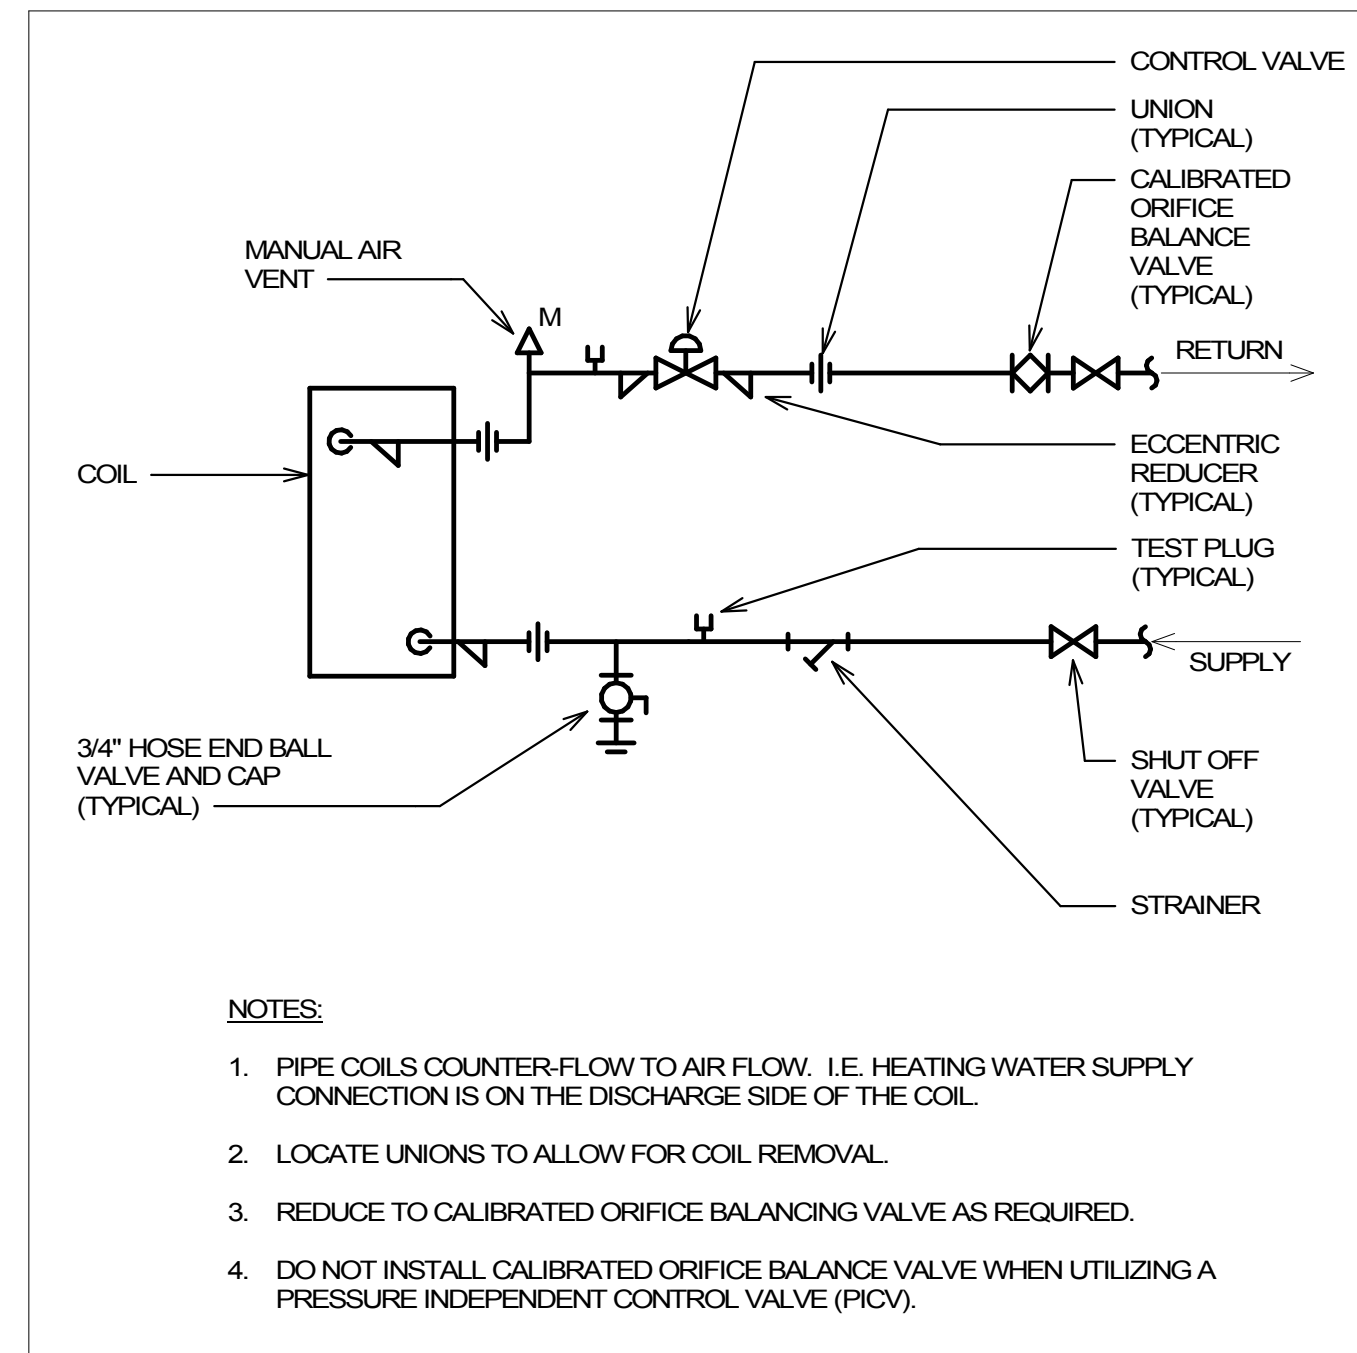 CONTROL VALVE
UNION
(TYPICAL)
CALIBRATED
ORIFICE
BALANCE
VALVE
(TYPICAL)
MANUAL AIR
VENT
M
RETURN
COIL
ECCENTRIC
REDUCER
(TYPICAL)
TEST PLUG
(TYPICAL)
SUPPLY
3/4" HOSE END BALL
VALVE AND CAP
(TYPICAL)
SHUT OFF
VALVE
(TYPICAL)
STRAINER
NOTES:
1. PIPE COILS COUNTER-FLOW TO AIR FLOW. I.E. HEATING WATER SUPPLY
CONNECTION IS ON THE DISCHARGE SIDE OF THE COIL.
2. LOCATE UNIONS TO ALLOW FOR COIL REMOVAL.
3. REDUCE TO CALIBRATED ORIFICE BALANCING VALVE AS REQUIRED.
4. DO NOT INSTALL CALIBRATED ORIFICE BALANCE VALVE WHEN UTILIZING A
PRESSURE INDEPENDENT CONTROL VALVE (PICV).